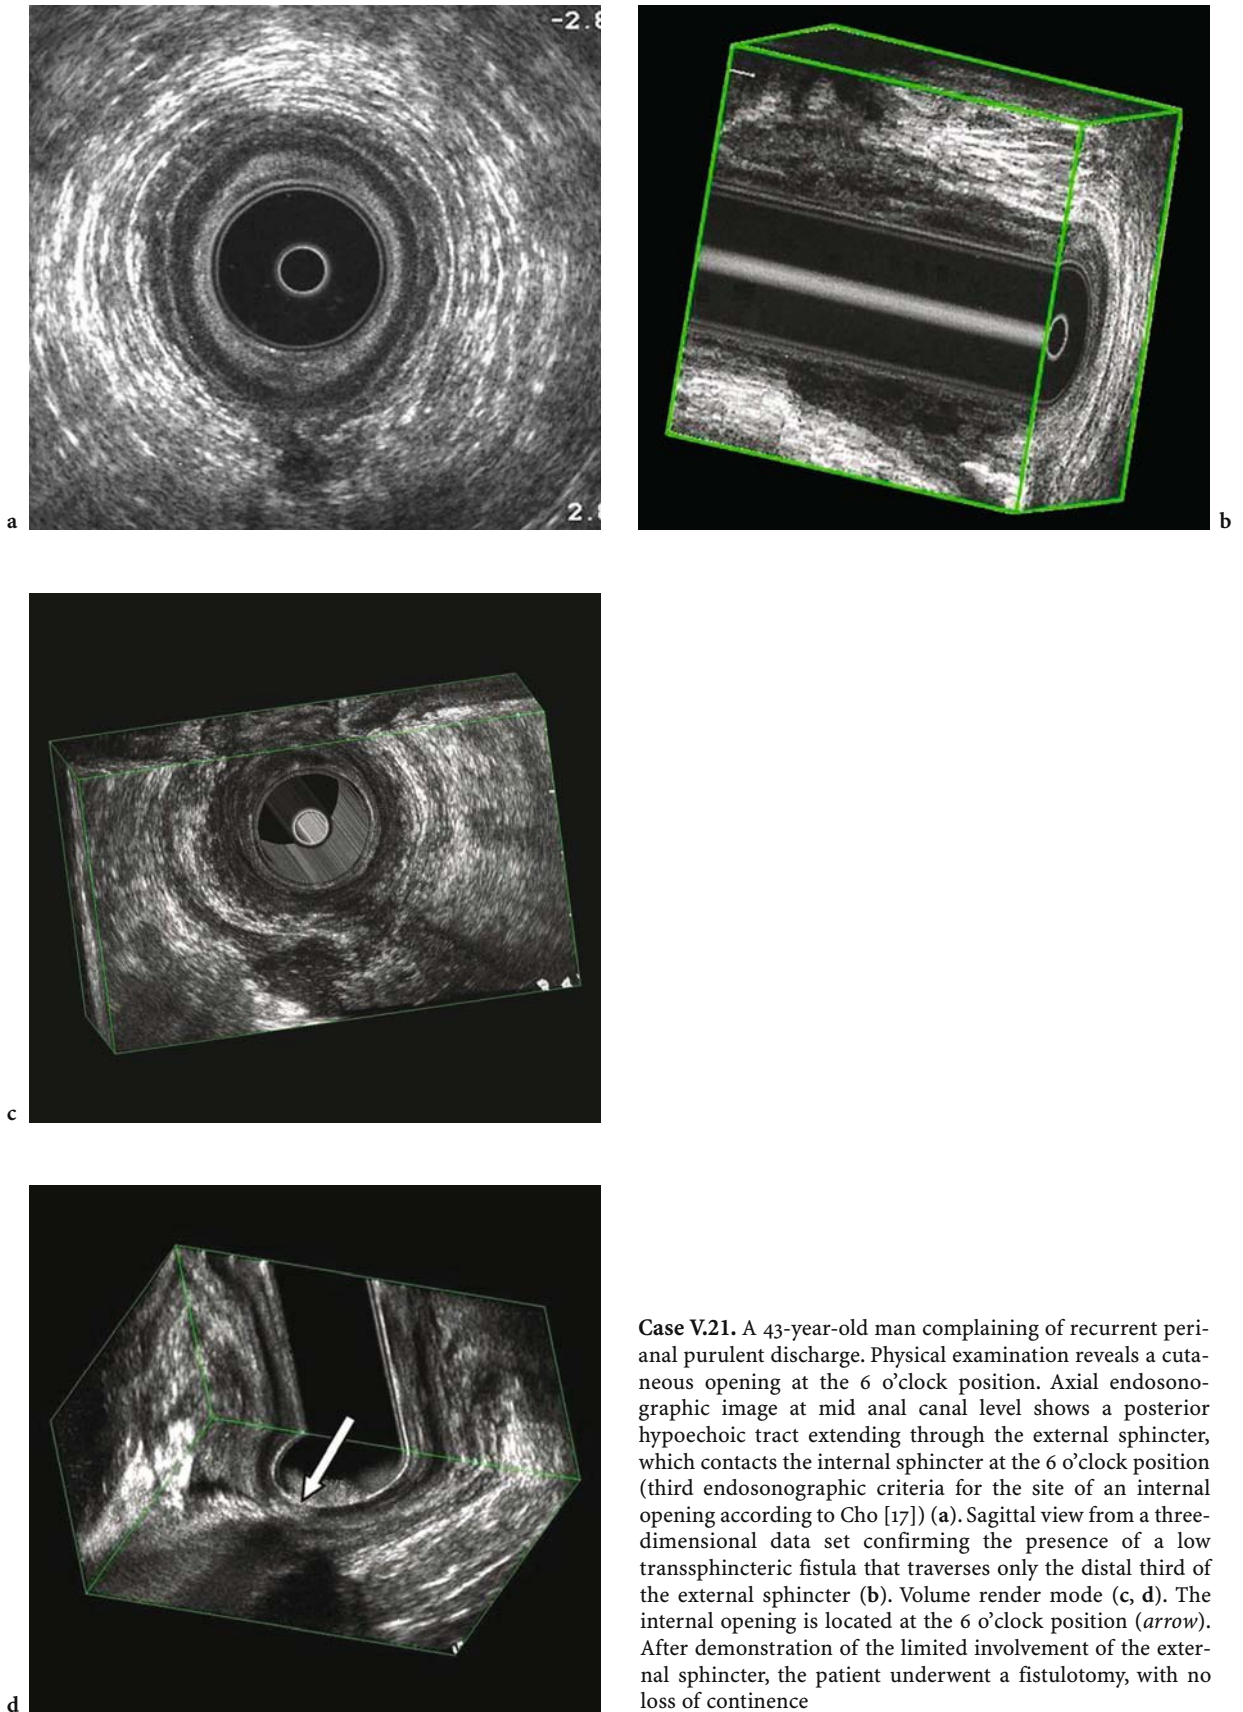 -2.8
2.8
a
b
c
d
Case V.21. A 43-year-old man complaining of recurrent peri-
anal purulent discharge. Physical examination reveals a cuta-
neous opening at the 6 o'clock position. Axial endosono-
graphic image at mid anal canal level shows a posterior
hypoechoic tract extending through the external sphincter,
which contacts the internal sphincter at the 6 o'clock position
(third endosonographic criteria for the site of an internal
opening according to Cho [17]) (a). Sagittal view from a three-
dimensional data set confirming the presence of a low
transsphincteric fistula that traverses only the distal third of
the external sphincter (b). Volume render mode (c, d). The
internal opening is located at the 6 o'clock position (arrow).
After demonstration of the limited involvement of the exter-
nal sphincter, the patient underwent a fistulotomy, with no
loss of continence